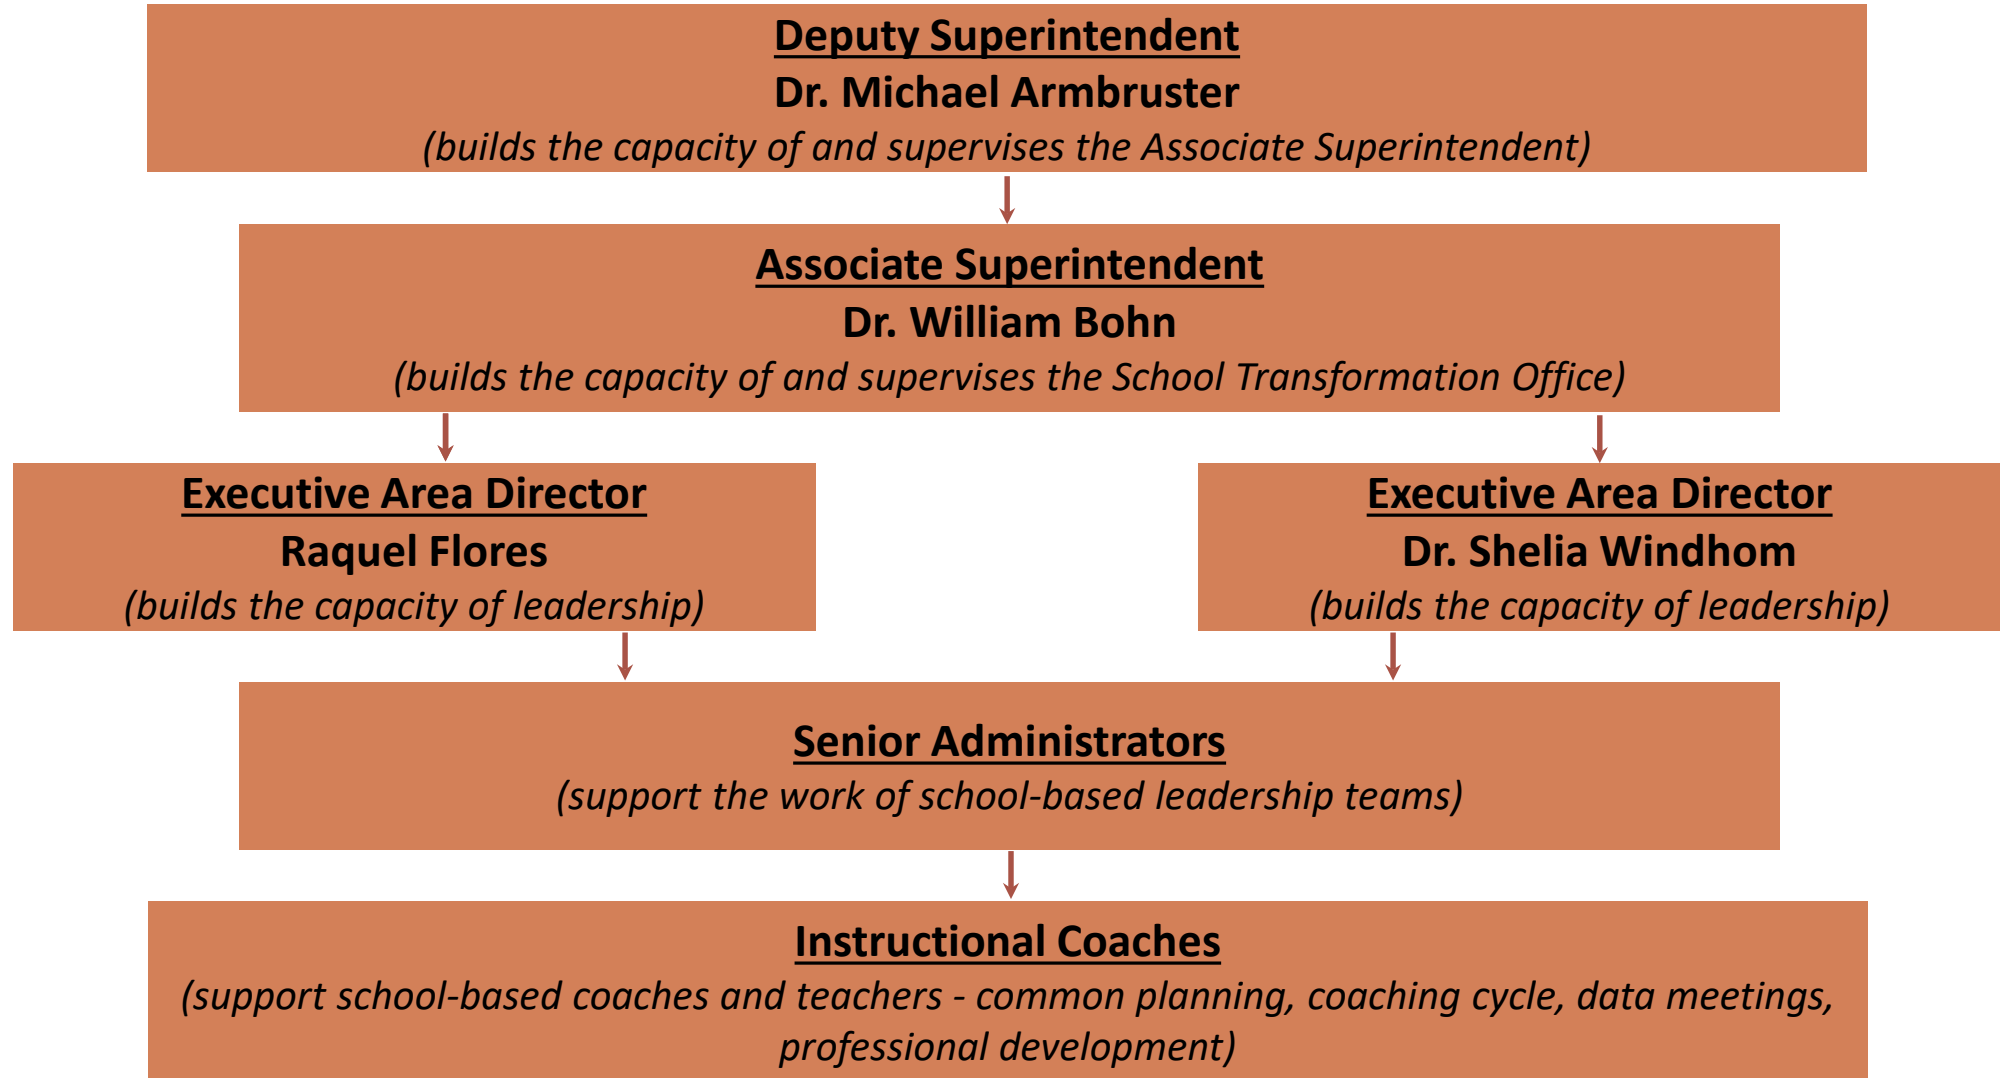 Deputy Superintendent
Dr. Michael Armbruster
(builds the capacity of and supervises the Associate Superintendent)
Associate Superintendent
Dr. William Bohn
(builds the capacity of and supervises the School Transformation Office)
Executive Area Director
Raquel Flores
(builds the capacity of leadership)
Executive Area Director
Dr. Shelia Windhom
(builds the capacity of leadership)
Senior Administrators
(support the work of school-based leadership teams)
Instructional Coaches
(support school-based coaches and teachers - common planning, coaching cycle, data meetings,
professional development)